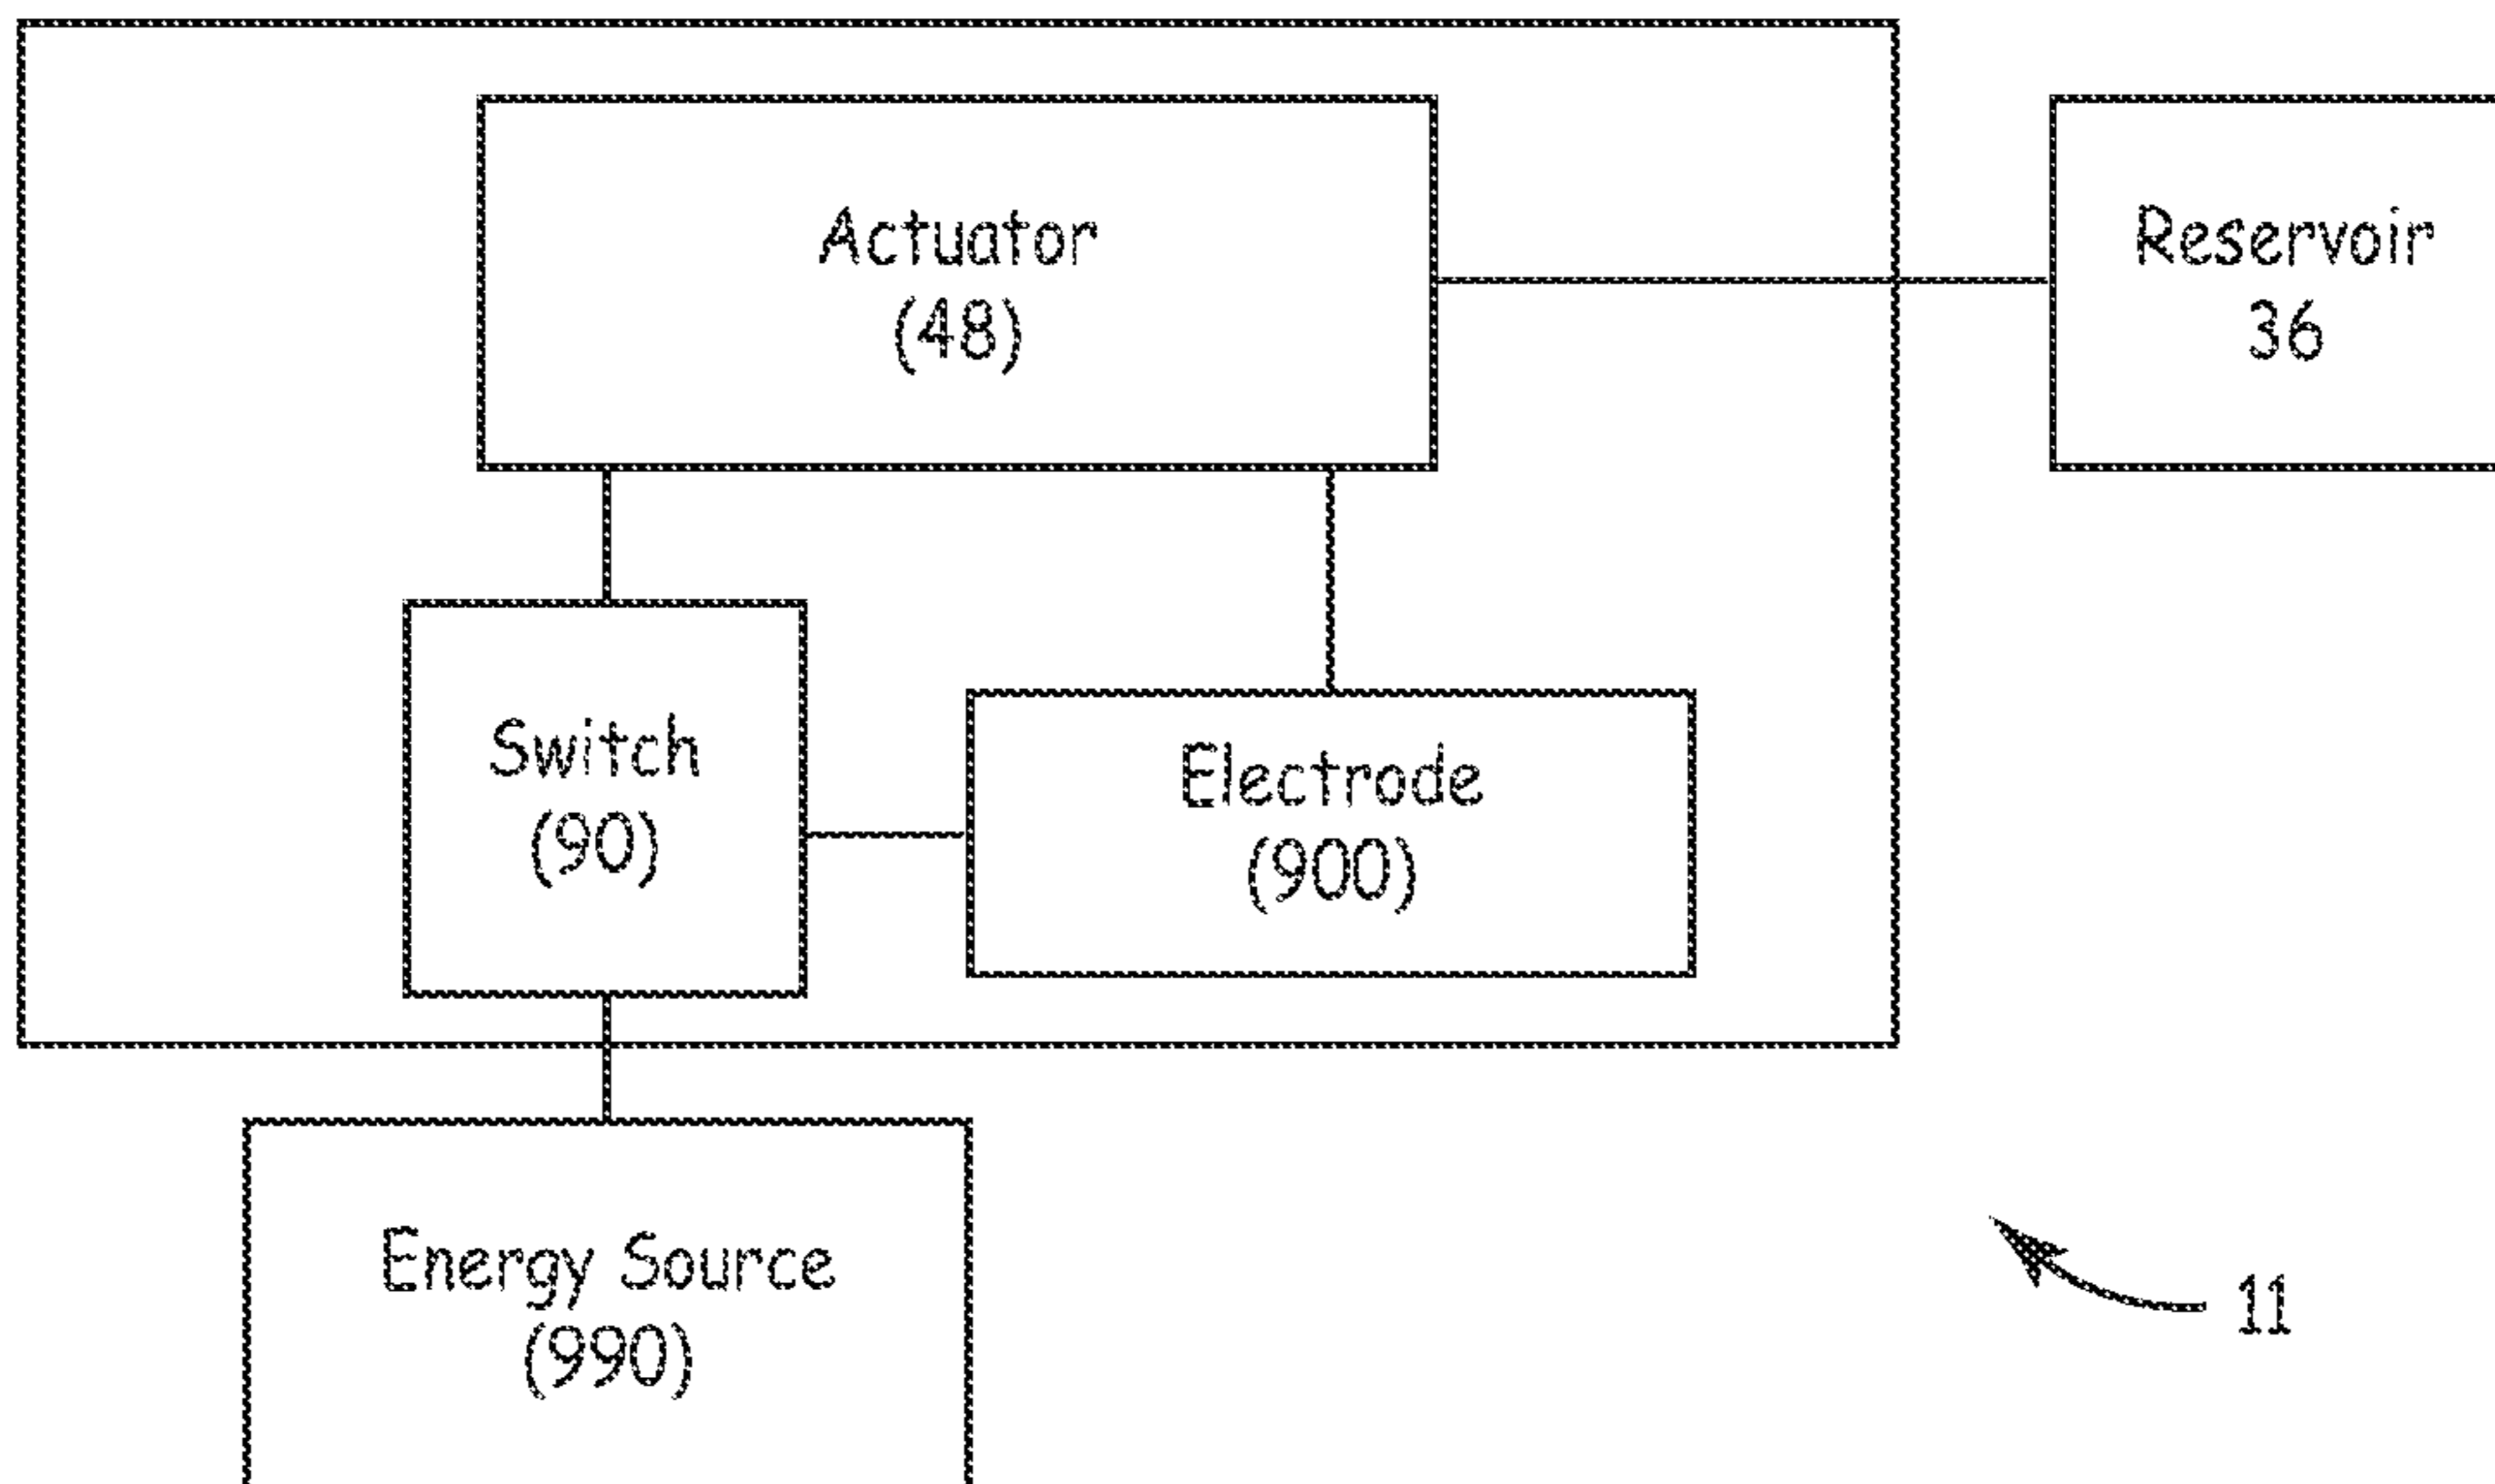 Actuator
(48)
Reservoir
36
Switch
(90)
Electrode
(900)
Energy Source
(990)
11